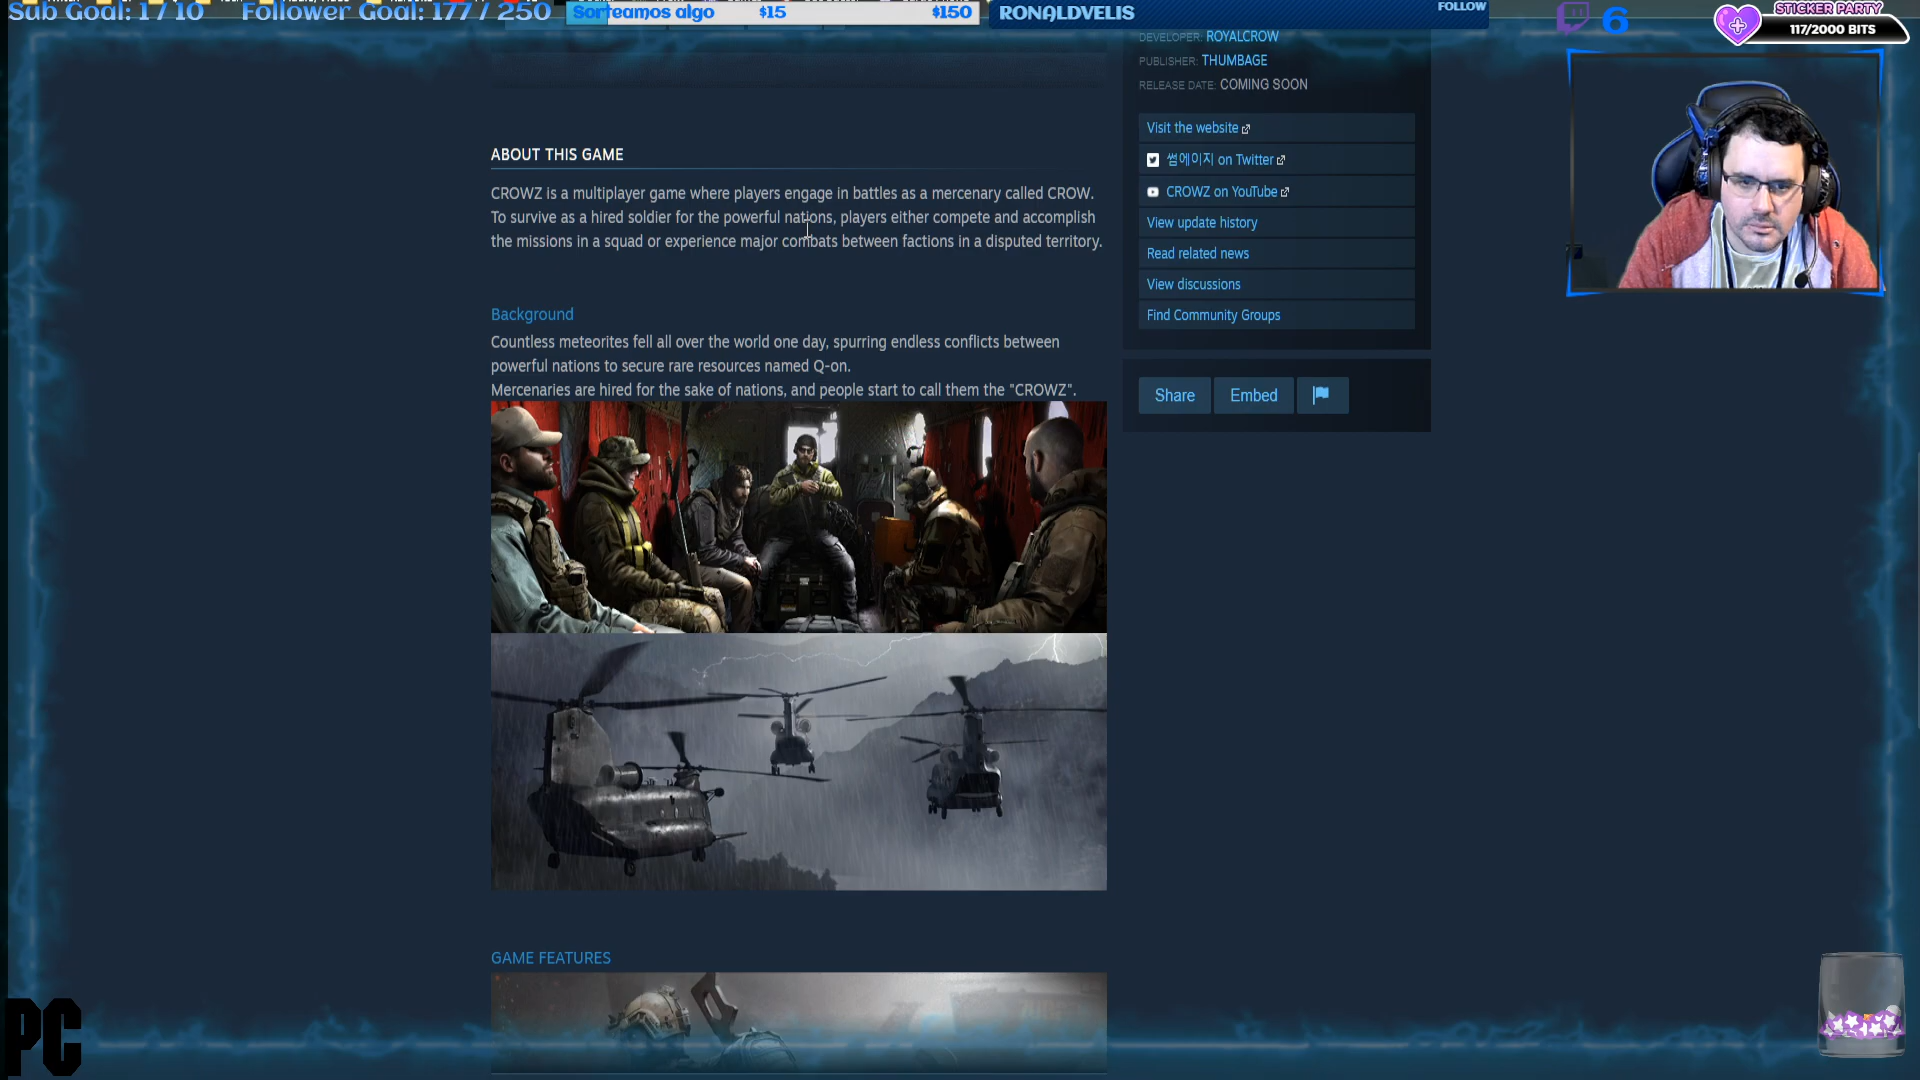 Sub Goal: 1 / 10
Follower Goal: 177 / 250
Sorteamos algo $15 $150
RONALDVELIS
FOLLOW
6
STICKER PARTY
117/2000 BITS
DEVELOPER: ROYALCROW
PUBLISHER: THUMBAGE
RELEASE DATE: COMING SOON
Visit the website
썸에이지 on Twitter
CROWZ on YouTube
View update history
Read related news
View discussions
Find Community Groups
Share
Embed
ABOUT THIS GAME
CROWZ is a multiplayer game where players engage in battles as a mercenary called CROW.
To survive as a hired soldier for the powerful nations, players either compete and accomplish
the missions in a squad or experience major combats between factions in a disputed territory.
Background
Countless meteorites fell all over the world one day, spurring endless conflicts between
powerful nations to secure rare resources named Q-on.
Mercenaries are hired for the sake of nations, and people start to call them the "CROWZ".
GAME FEATURES
PC